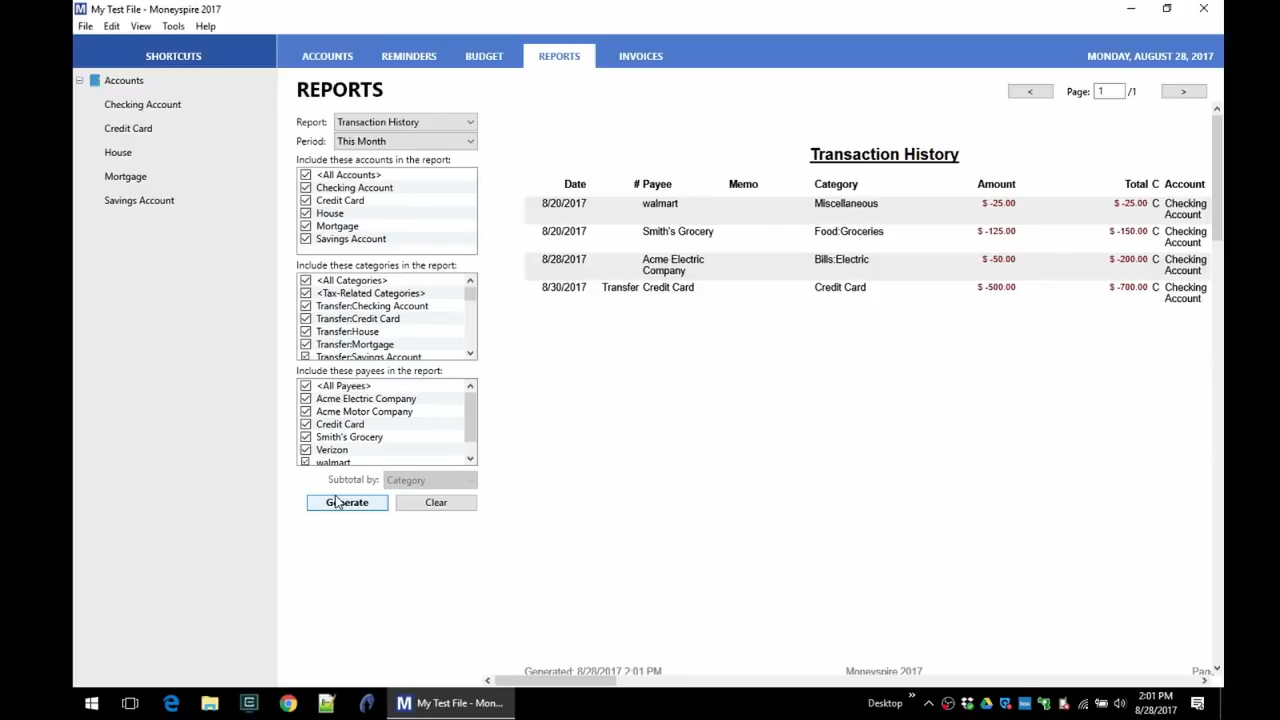 My Test File - Moneyspire 2017
File Edit View Tools Help
SHORTCUTS ACCOUNTS REMINDERS BUDGET REPORTS INVOICES MONDAY, AUGUST 28, 2017
Accounts
Checking Account
Credit Card
House
Mortgage
Savings Account
REPORTS
Report: Transaction History
Period: This Month
Include these accounts in the report:
<All Accounts>
Checking Account
Credit Card
House
Mortgage
Savings Account
Include these categories in the report:
<All Categories>
<Tax-Related Categories>
Transfer:Checking Account
Transfer:Credit Card
Transfer:House
Transfer:Mortgage
Transfer:Savings Account
Include these payees in the report:
<All Payees>
Acme Electric Company
Acme Motor Company
Credit Card
Smith's Grocery
Verizon
walmart
Subtotal by: Category
Generate Clear
< Page: 1 /1 >
Transaction History
Date # Payee Memo Category Amount Total C Account
8/20/2017 walmart Miscellaneous $ -25.00 $ -25.00 C Checking
Account
8/20/2017 Smith's Grocery Food:Groceries $ -125.00 $ -150.00 C Checking
Account
8/28/2017 Acme Electric Bills:Electric $ -50.00 $ -200.00 C Checking
Company Account
8/30/2017 Transfer Credit Card Credit Card $ -500.00 $ -700.00 C Checking
Account
Generated: 8/28/2017 2:01 PM Moneyspire 2017
My Test File - Mon... Desktop 2:01 PM
8/28/2017